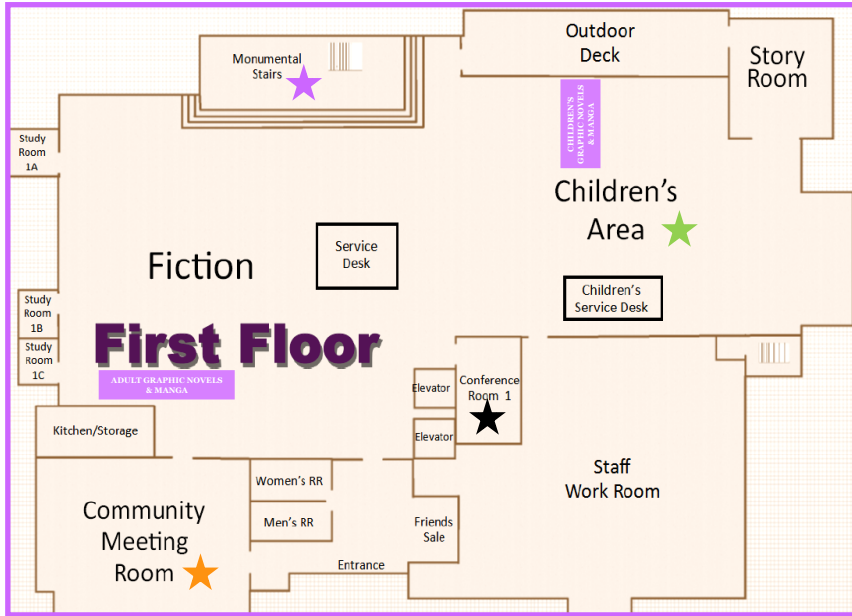 Outdoor
Deck
Story
Room
Monumental
Stairs
CHILDREN'S
GRAPHIC NOVELS
& MANGA
Study
Room
1A
Children's
Area
Fiction
Service
Desk
Children's
Service Desk
Study
Room
1B
Study
Room
1C
First Floor
ADULT GRAPHIC NOVELS
& MANGA
Elevator
Conference
Room 1
Kitchen/Storage
Elevator
Staff
Work Room
Women's RR
Men's RR
Community
Meeting
Room
Friends
Sale
Entrance